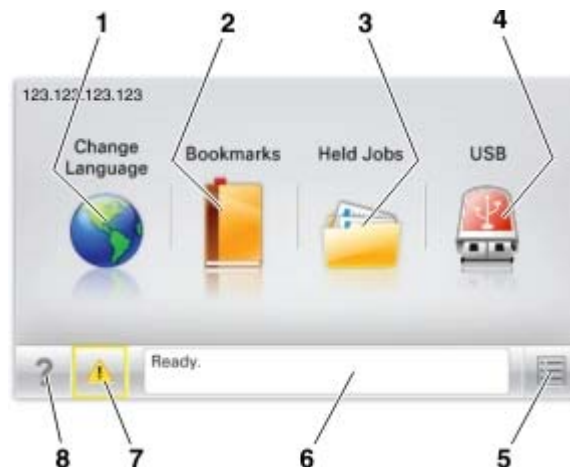 1 2 3 4
123.123.123.123
Change
Language
Bookmarks
Held Jobs
USB
?
Ready.
8 7 6 5